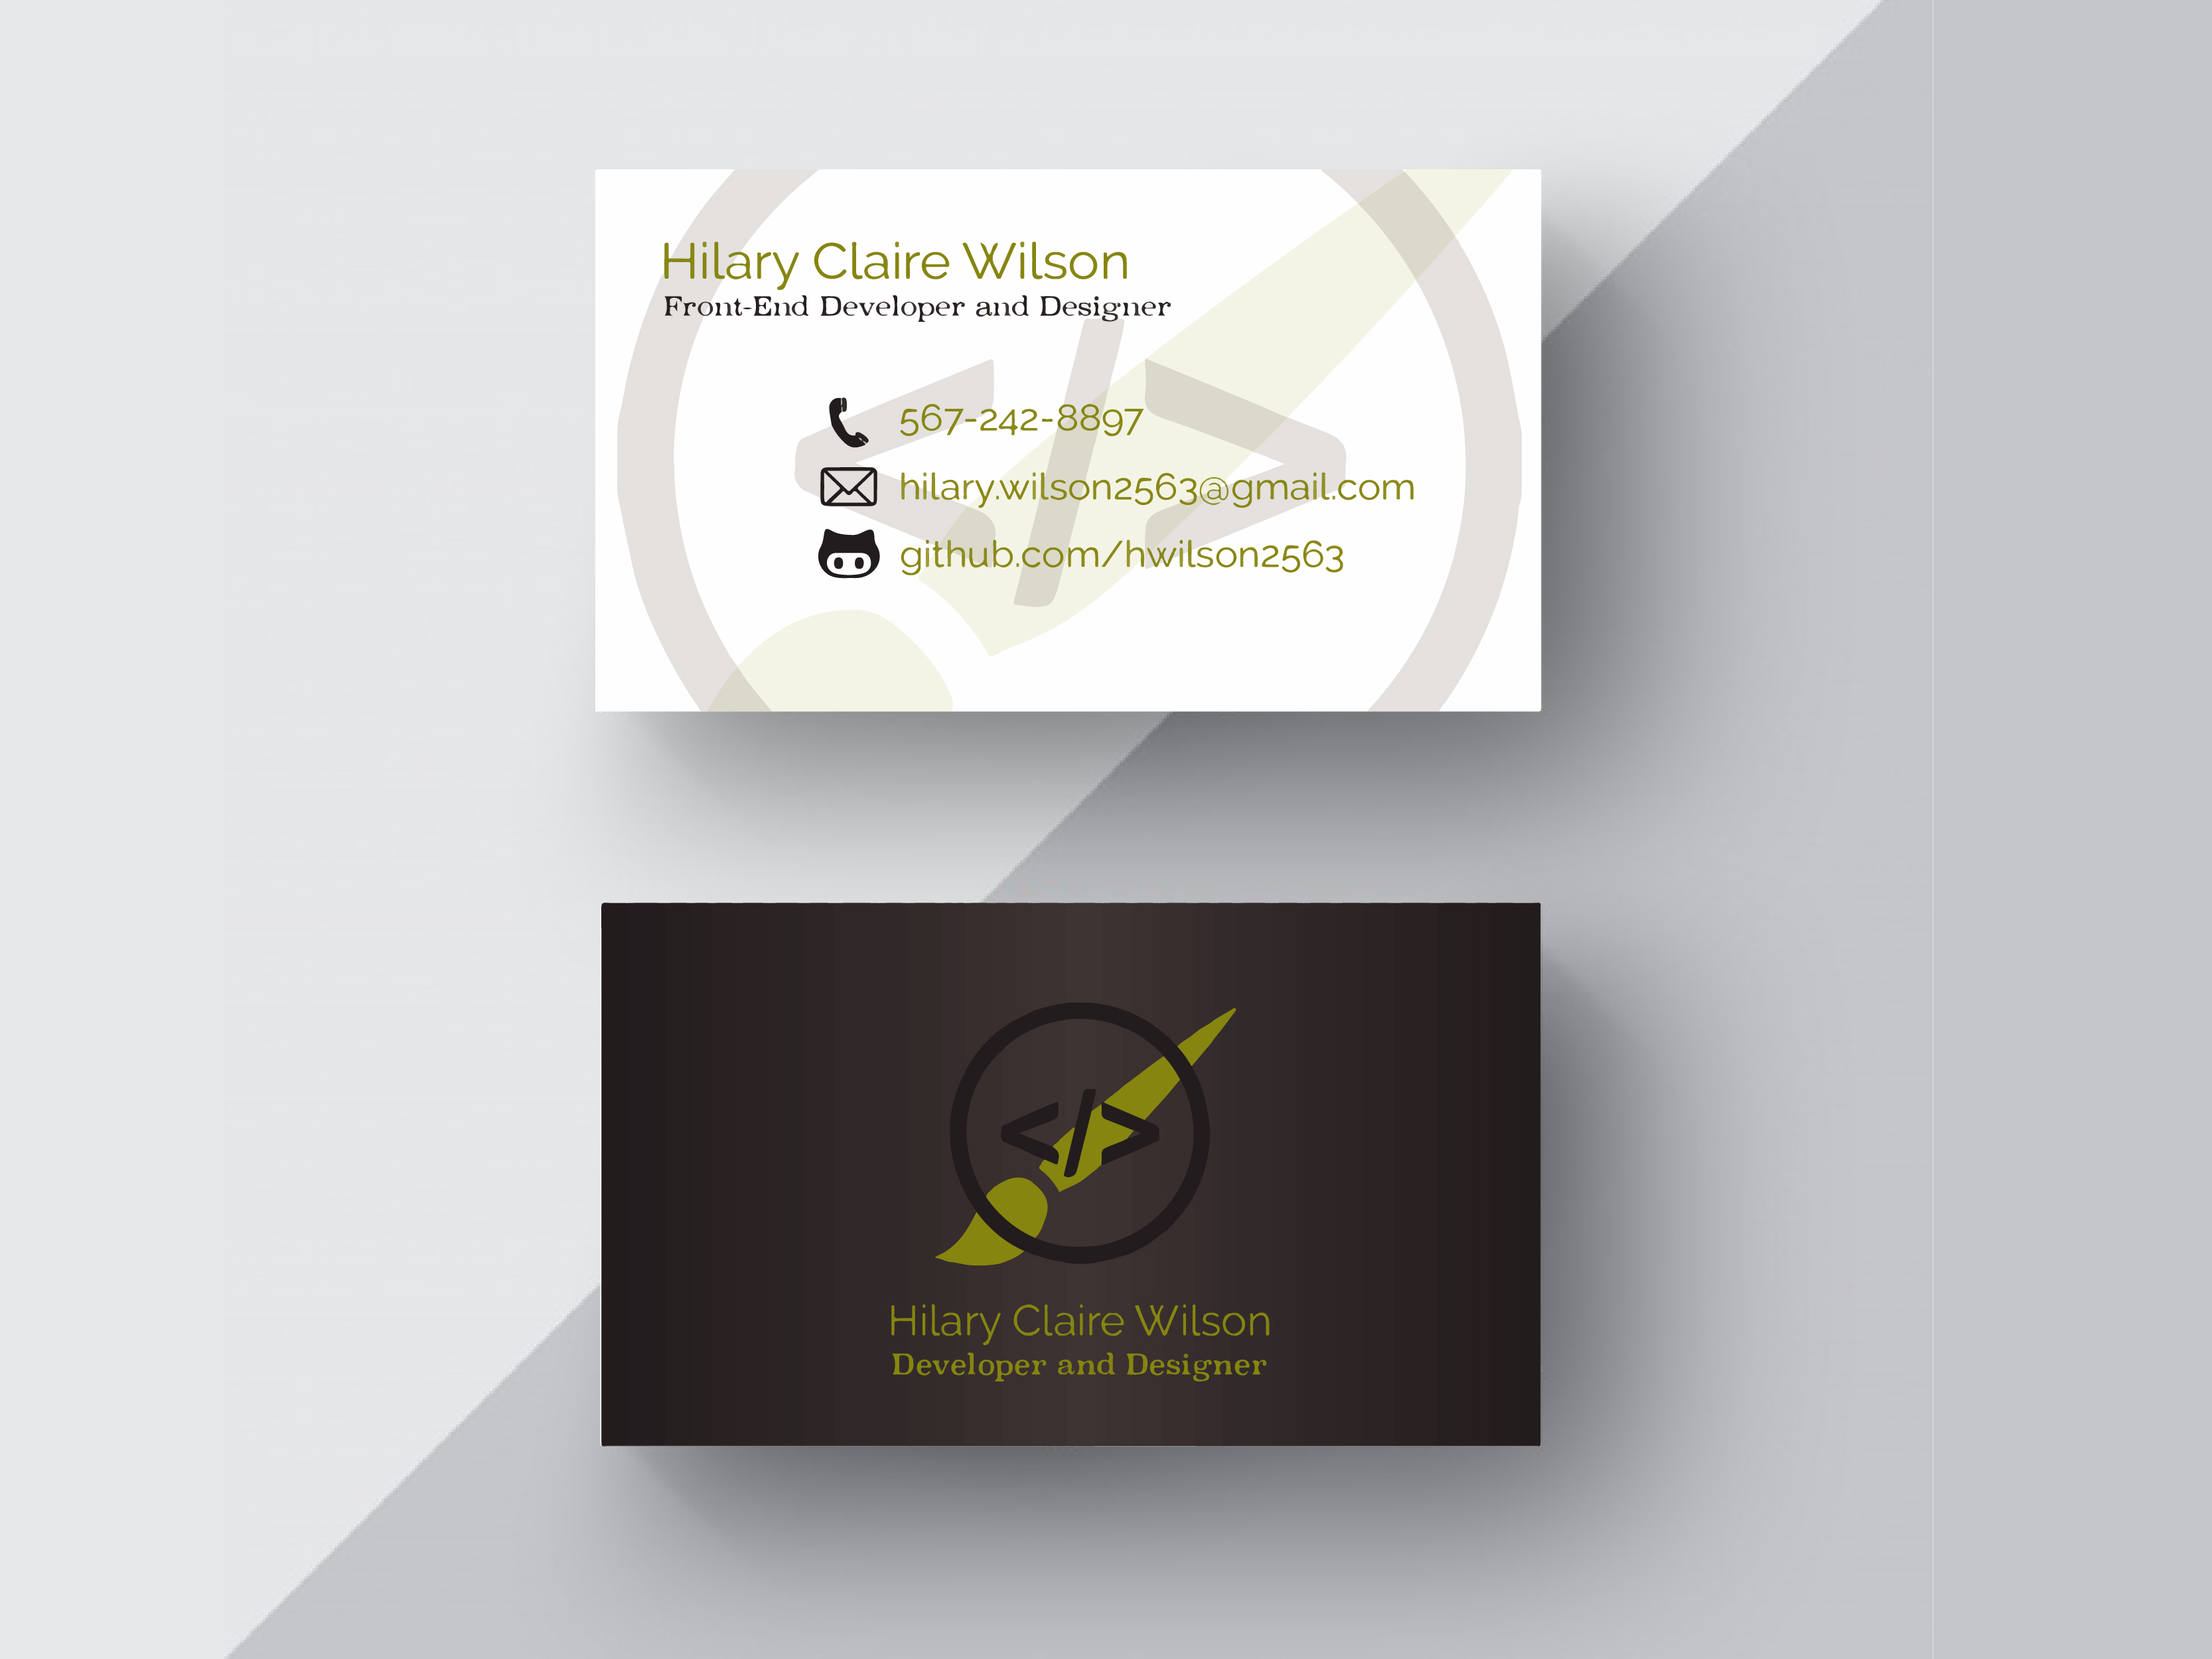 Hilary Claire Wilson
Front-End Developer and Designer
567-242-8897
hilary.wilson2563@gmail.com
github.com/hwilson2563
</>
Hilary Claire Wilson
Developer and Designer